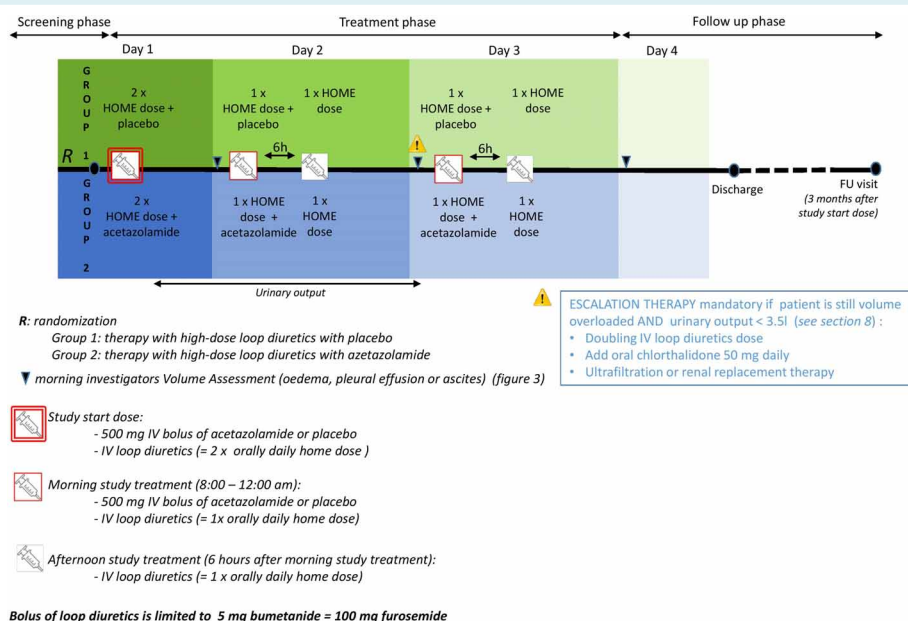 Screening phase
Treatment phase
Follow up phase
Day 1
Day 2
Day 3
Day 4
GROUP 1
2 x
HOME dose +
placebo
1 x
HOME dose +
placebo
1 x HOME
dose
1 x
HOME dose +
placebo
1 x HOME
dose
6h
6h
R
Discharge
FU visit
(3 months after
study start dose)
GROUP 2
2 x
HOME dose +
acetazolamide
1 x HOME
dose +
acetazolamide
1 x
HOME
dose
1 x HOME
dose +
acetazolamide
1 x
HOME
dose
Urinary output
R: randomization
Group 1: therapy with high-dose loop diuretics with placebo
Group 2: therapy with high-dose loop diuretics with azetazolamide
morning investigators Volume Assessment (oedema, pleural effusion or ascites) (figure 3)
ESCALATION THERAPY mandatory if patient is still volume
overloaded AND urinary output < 3.5l (see section 8) :
• Doubling IV loop diuretics dose
• Add oral chlorthalidone 50 mg daily
• Ultrafiltration or renal replacement therapy
Study start dose:
- 500 mg IV bolus of acetazolamide or placebo
- IV loop diuretics (= 2 x orally daily home dose )
Morning study treatment (8:00 – 12:00 am):
- 500 mg IV bolus of acetazolamide or placebo
- IV loop diuretics (= 1x orally daily home dose)
Afternoon study treatment (6 hours after morning study treatment):
- IV loop diuretics (= 1 x orally daily home dose)
Bolus of loop diuretics is limited to 5 mg bumetanide = 100 mg furosemide